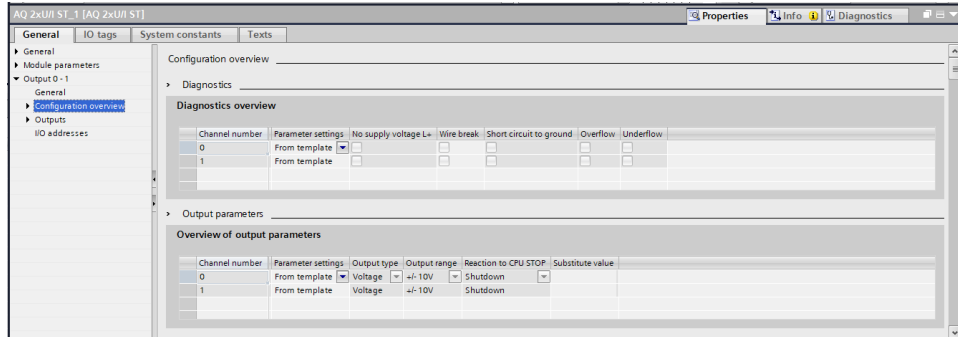 AQ 2xU/I ST_1 [AQ 2xU/I ST]
Properties Info Diagnostics
General IO tags System constants Texts
General
Module parameters
Output 0 - 1
General
Configuration overview
Outputs
I/O addresses
Configuration overview
Diagnostics
Diagnostics overview
Channel number Parameter settings No supply voltage L+ Wire break Short circuit to ground Overflow Underflow
0 From template
1 From template
Output parameters
Overview of output parameters
Channel number Parameter settings Output type Output range Reaction to CPU STOP Substitute value
0 From template Voltage +/- 10V Shutdown
1 From template Voltage +/- 10V Shutdown